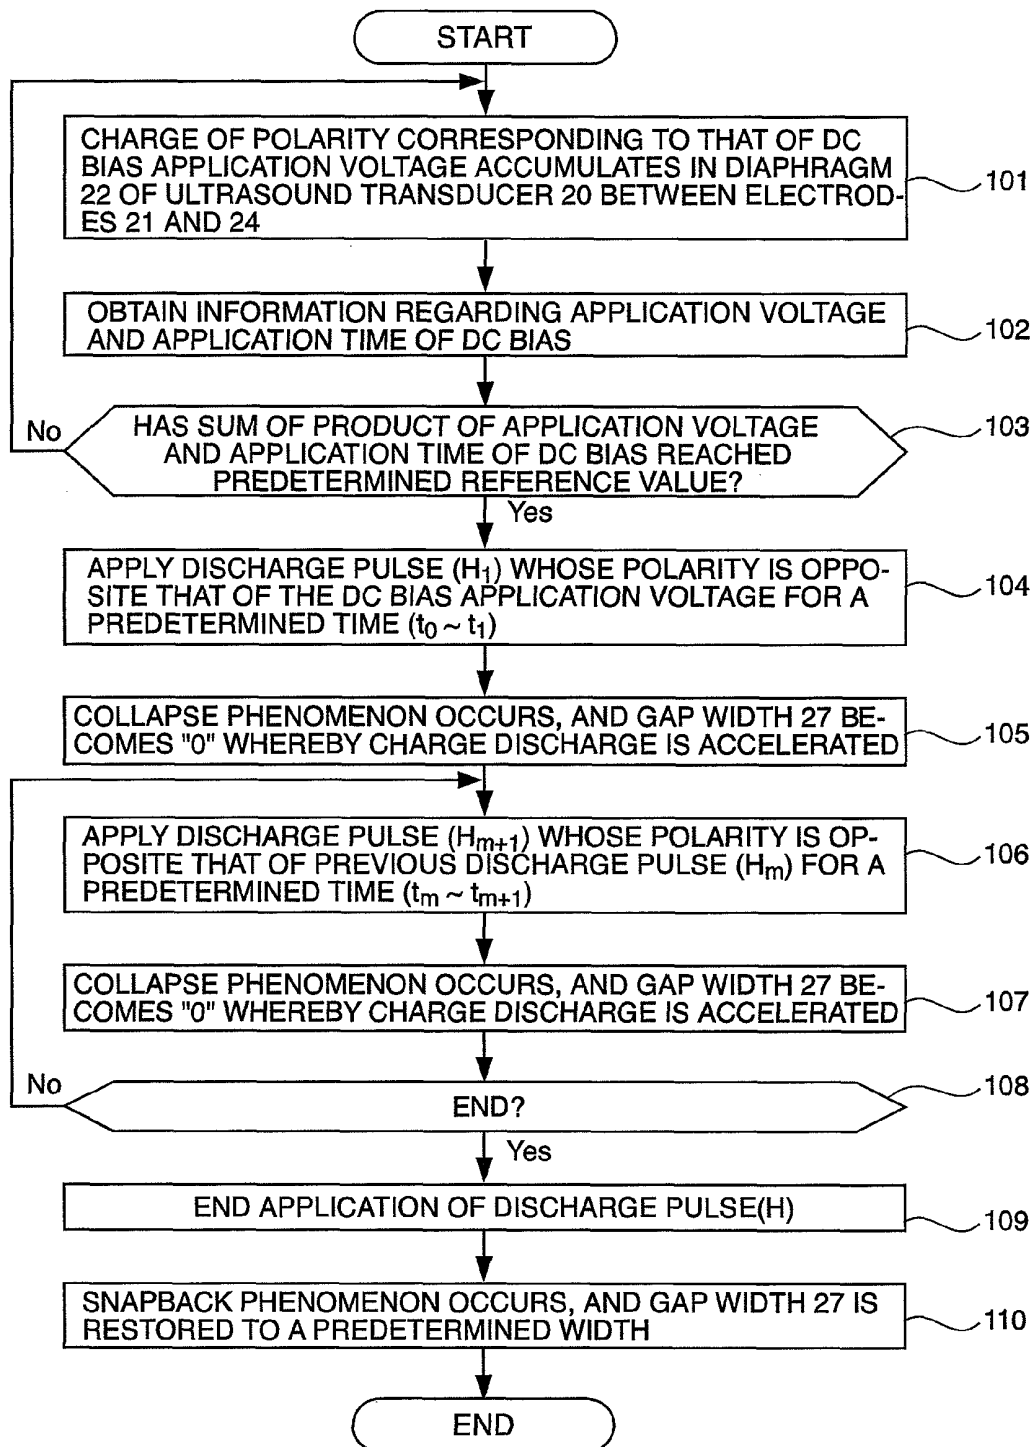 START
CHARGE OF POLARITY CORRESPONDING TO THAT OF DC
BIAS APPLICATION VOLTAGE ACCUMULATES IN DIAPHRAGM
22 OF ULTRASOUND TRANSDUCER 20 BETWEEN ELECTROD-
ES 21 AND 24
101
OBTAIN INFORMATION REGARDING APPLICATION VOLTAGE
AND APPLICATION TIME OF DC BIAS
102
No
HAS SUM OF PRODUCT OF APPLICATION VOLTAGE
AND APPLICATION TIME OF DC BIAS REACHED
PREDETERMINED REFERENCE VALUE?
103
Yes
APPLY DISCHARGE PULSE (H1) WHOSE POLARITY IS OPPO-
SITE THAT OF THE DC BIAS APPLICATION VOLTAGE FOR A
PREDETERMINED TIME (t0 ~ t1)
104
COLLAPSE PHENOMENON OCCURS, AND GAP WIDTH 27 BE-
COMES "0" WHEREBY CHARGE DISCHARGE IS ACCELERATED
105
APPLY DISCHARGE PULSE (Hm+1) WHOSE POLARITY IS OP-
POSITE THAT OF PREVIOUS DISCHARGE PULSE (Hm) FOR A
PREDETERMINED TIME (tm ~ tm+1)
106
COLLAPSE PHENOMENON OCCURS, AND GAP WIDTH 27 BE-
COMES "0" WHEREBY CHARGE DISCHARGE IS ACCELERATED
107
No
END?
108
Yes
END APPLICATION OF DISCHARGE PULSE(H)
109
SNAPBACK PHENOMENON OCCURS, AND GAP WIDTH 27 IS
RESTORED TO A PREDETERMINED WIDTH
110
END